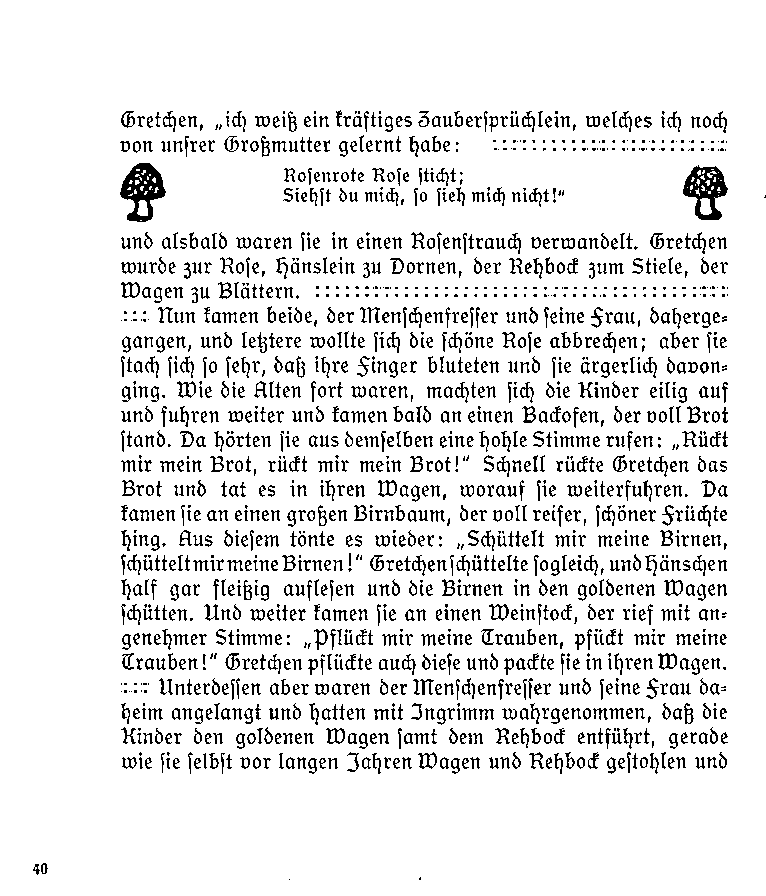 Gretchen, „ich weiß ein kräftiges Zaubersprüchlein, welches ich noch
von unsrer Großmutter gelernt habe:
Rosenrote Rose sticht;
Siehst du mich, so sieh mich nicht!“
und alsbald waren sie in einen Rosenstrauch verwandelt. Gretchen
wurde zur Rose, Hänslein zu Dornen, der Rehbock zum Stiele, der
Wagen zu Blättern.
Nun kamen beide, der Menschenfresser und seine Frau, daherge-
gangen, und letztere wollte sich die schöne Rose abbrechen; aber sie
stach sich so sehr, daß ihre Finger bluteten und sie ärgerlich davon-
ging. Wie die Alten fort waren, machten sich die Kinder eilig auf
und fuhren weiter und kamen bald an einen Backofen, der voll Brot
stand. Da hörten sie aus demselben eine hohle Stimme rufen: „Rückt
mir mein Brot, rückt mir mein Brot!“ Schnell rückte Gretchen das
Brot und tat es in ihren Wagen, worauf sie weiterfuhren. Da
kamen sie an einen großen Birnbaum, der voll reifer, schöner Früchte
hing. Aus diesem tönte es wieder: „Schüttelt mir meine Birnen,
schüttelt mir meine Birnen!“ Gretchen schüttelte sogleich, und Hänschen
half gar fleißig auflesen und die Birnen in den goldenen Wagen
schütten. Und weiter kamen sie an einen Weinstock, der rief mit an-
genehmer Stimme: „Pflückt mir meine Trauben, pfückt mir meine
Trauben!“ Gretchen pflückte auch diese und packte sie in ihren Wagen.
Unterdessen aber waren der Menschenfresser und seine Frau da-
heim angelangt und hatten mit Ingrimm wahrgenommen, daß die
Kinder den goldenen Wagen samt dem Rehbock entführt, gerade
wie sie selbst vor langen Jahren Wagen und Rehbock gestohlen und
40